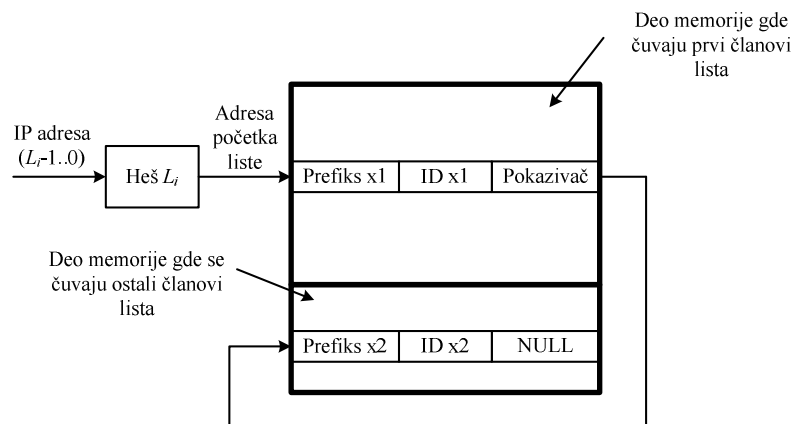 Deo memorije gde
čuvaju prvi članovi
lista
IP adresa
(Li-1..0)
Heš Li
Adresa
početka
liste
Prefiks x1
ID x1
Pokazivač
Deo memorije gde se
čuvaju ostali članovi
lista
Prefiks x2
ID x2
NULL